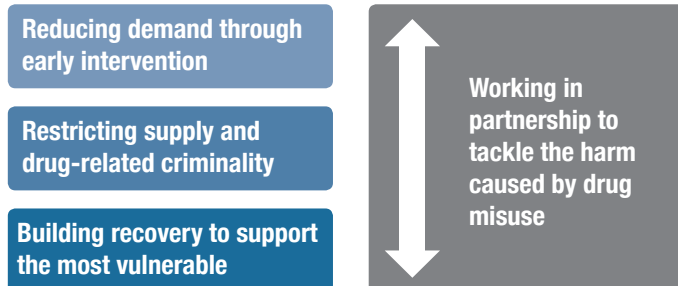 Reducing demand through
early intervention
Restricting supply and
drug-related criminality
Building recovery to support
the most vulnerable
Working in
partnership to
tackle the harm
caused by drug
misuse